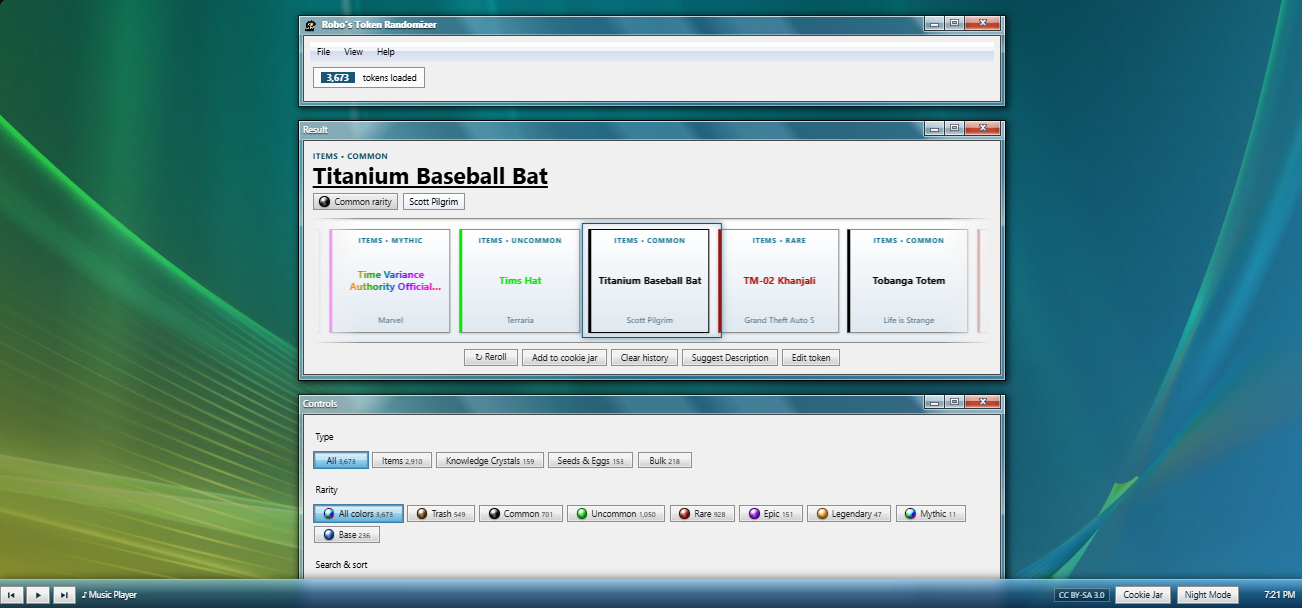 Robo's Token Randomizer
File View Help
3,673 tokens loaded
Result
ITEMS • COMMON
Titanium Baseball Bat
Common rarity Scott Pilgrim
ITEMS • MYTHIC
Time Variance
Authority Official...
Marvel
ITEMS • UNCOMMON
Tims Hat
Terraria
ITEMS • COMMON
Titanium Baseball Bat
Scott Pilgrim
ITEMS • RARE
TM-02 Khanjali
Grand Theft Auto 5
ITEMS • COMMON
Tobanga Totem
Life is Strange
↻ Reroll Add to cookie jar Clear history Suggest Description Edit token
Controls
Type
All 3,673 Items 2,910 Knowledge Crystals 159 Seeds & Eggs 153 Bulk 218
Rarity
All colors 3,673 Trash 549 Common 701 Uncommon 1,050 Rare 928 Epic 151 Legendary 47 Mythic 11
Base 236
Search & sort
♪ Music Player CC BY-SA 3.0 Cookie Jar Night Mode 7:21 PM